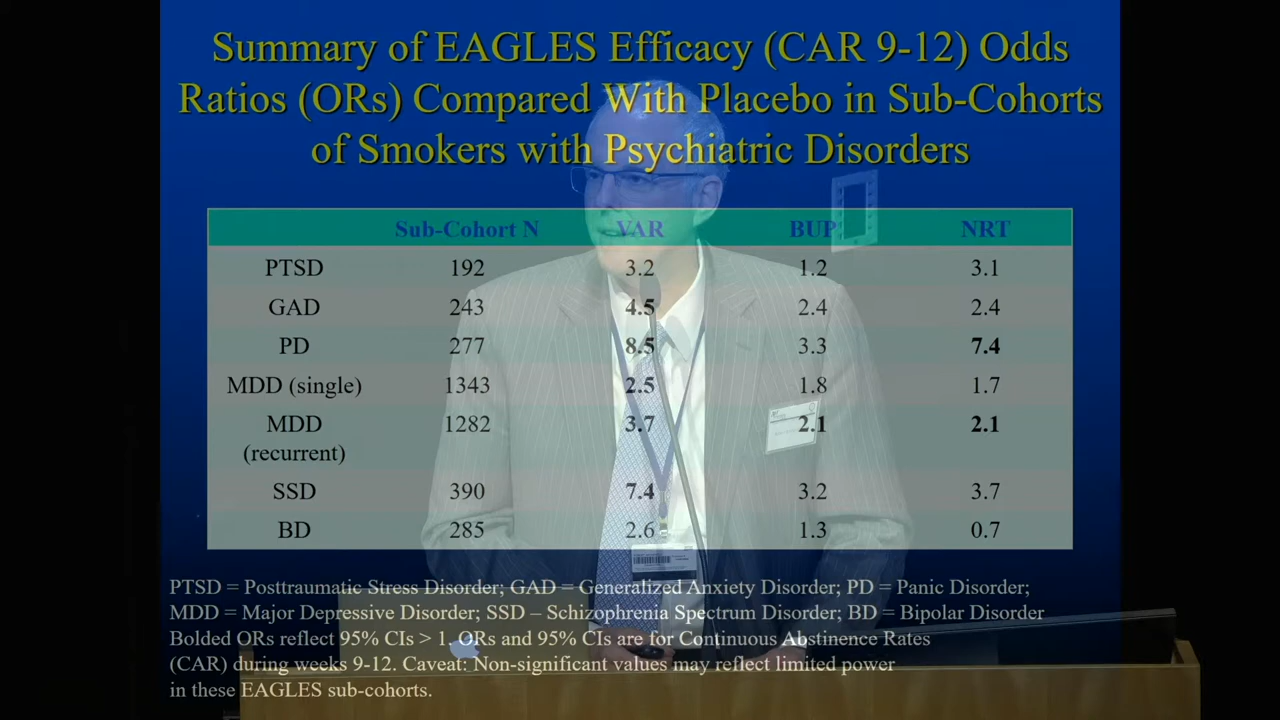 Summary of EAGLES Efficacy (CAR 9-12) Odds
Ratios (ORs) Compared With Placebo in Sub-Cohorts
of Smokers with Psychiatric Disorders
Sub-Cohort N VAR BUP NRT
PTSD 192 3.2 1.2 3.1
GAD 243 4.5 2.4 2.4
PD 277 8.5 3.3 7.4
MDD (single) 1343 2.5 1.8 1.7
MDD 1282 3.7 2.1 2.1
(recurrent)
SSD 390 7.4 3.2 3.7
BD 285 2.6 1.3 0.7
PTSD = Posttraumatic Stress Disorder; GAD = Generalized Anxiety Disorder; PD = Panic Disorder;
MDD = Major Depressive Disorder; SSD – Schizophrenia Spectrum Disorder; BD = Bipolar Disorder
Bolded ORs reflect 95% CIs > 1. ORs and 95% CIs are for Continuous Abstinence Rates
(CAR) during weeks 9-12. Caveat: Non-significant values may reflect limited power
in these EAGLES sub-cohorts.